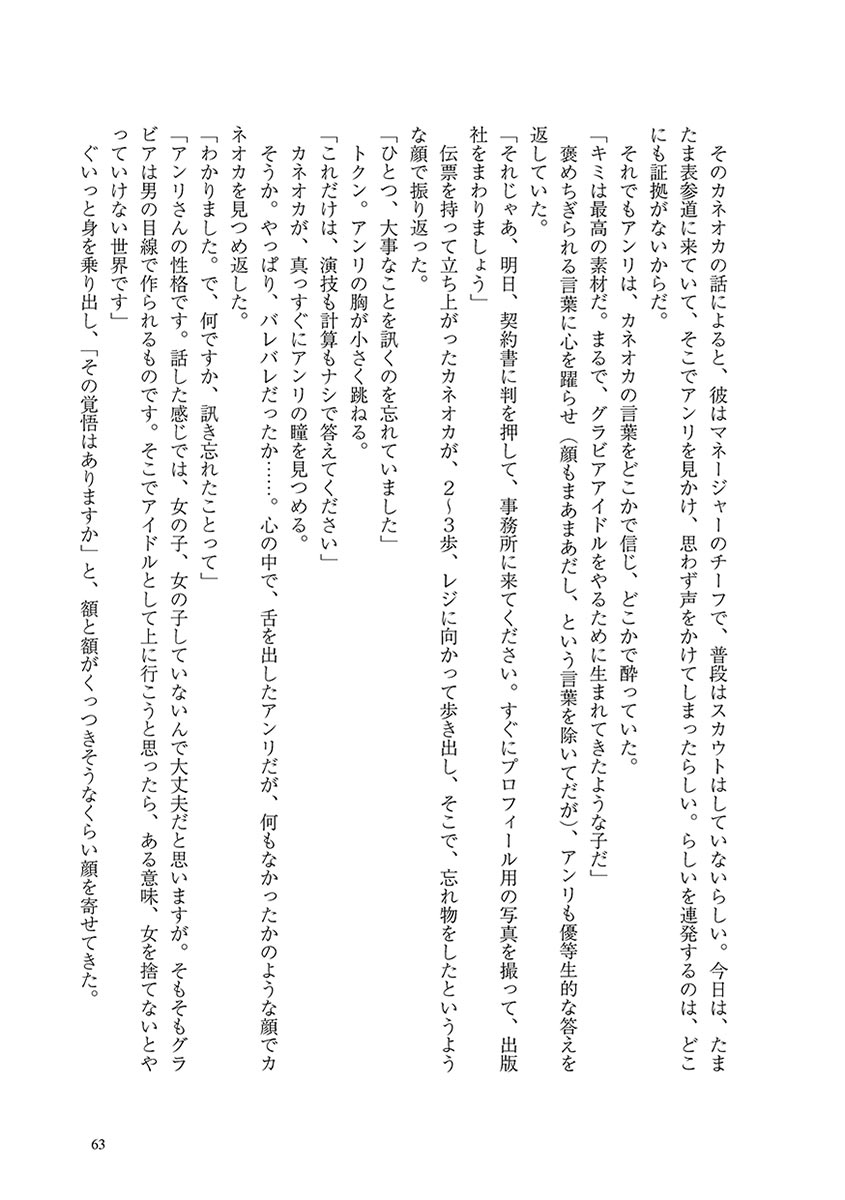 そのカネオカの話によると、彼はマネージャーのチーフで、普段はスカウトはしていないらしい。今日は、たま
たま表参道に来ていて、そこでアンリを見かけ、思わず声をかけてしまったらしい。らしいを連発するのは、どこ
にも証拠がないからだ。
それでもアンリは、カネオカの言葉をどこかで信じ、どこかで酔っていた。
「キミは最高の素材だ。まるで、グラビアアイドルをやるために生まれてきたような子だ」
褒めちぎられる言葉に心を躍らせ（顔もまあまあだし、という言葉を除いてだが）、アンリも優等生的な答えを
返していた。
「それじゃあ、明日、契約書に判を押して、事務所に来てください。すぐにプロフィール用の写真を撮って、出版
社をまわりましょう」
伝票を持って立ち上がったカネオカが、２〜３歩、レジに向かって歩き出し、そこで、忘れ物をしたというよう
な顔で振り返った。
「ひとつ、大事なことを訊くのを忘れていました」
トクン。アンリの胸が小さく跳ねる。
「これだけは、演技も計算もナシで答えてください」
カネオカが、真っすぐにアンリの瞳を見つめる。
そうか。やっぱり、バレバレだったか……。心の中で、舌を出したアンリだが、何もなかったかのような顔でカ
ネオカを見つめ返した。
「わかりました。で、何ですか、訊き忘れたことって」
「アンリさんの性格です。話した感じでは、女の子、女の子していないんで大丈夫だと思いますが。そもそもグラ
ビアは男の目線で作られるものです。そこでアイドルとして上に行こうと思ったら、ある意味、女を捨てないとや
っていけない世界です」
ぐいっと身を乗り出し、「その覚悟はありますか」と、額と額がくっつきそうなくらい顔を寄せてきた。
63